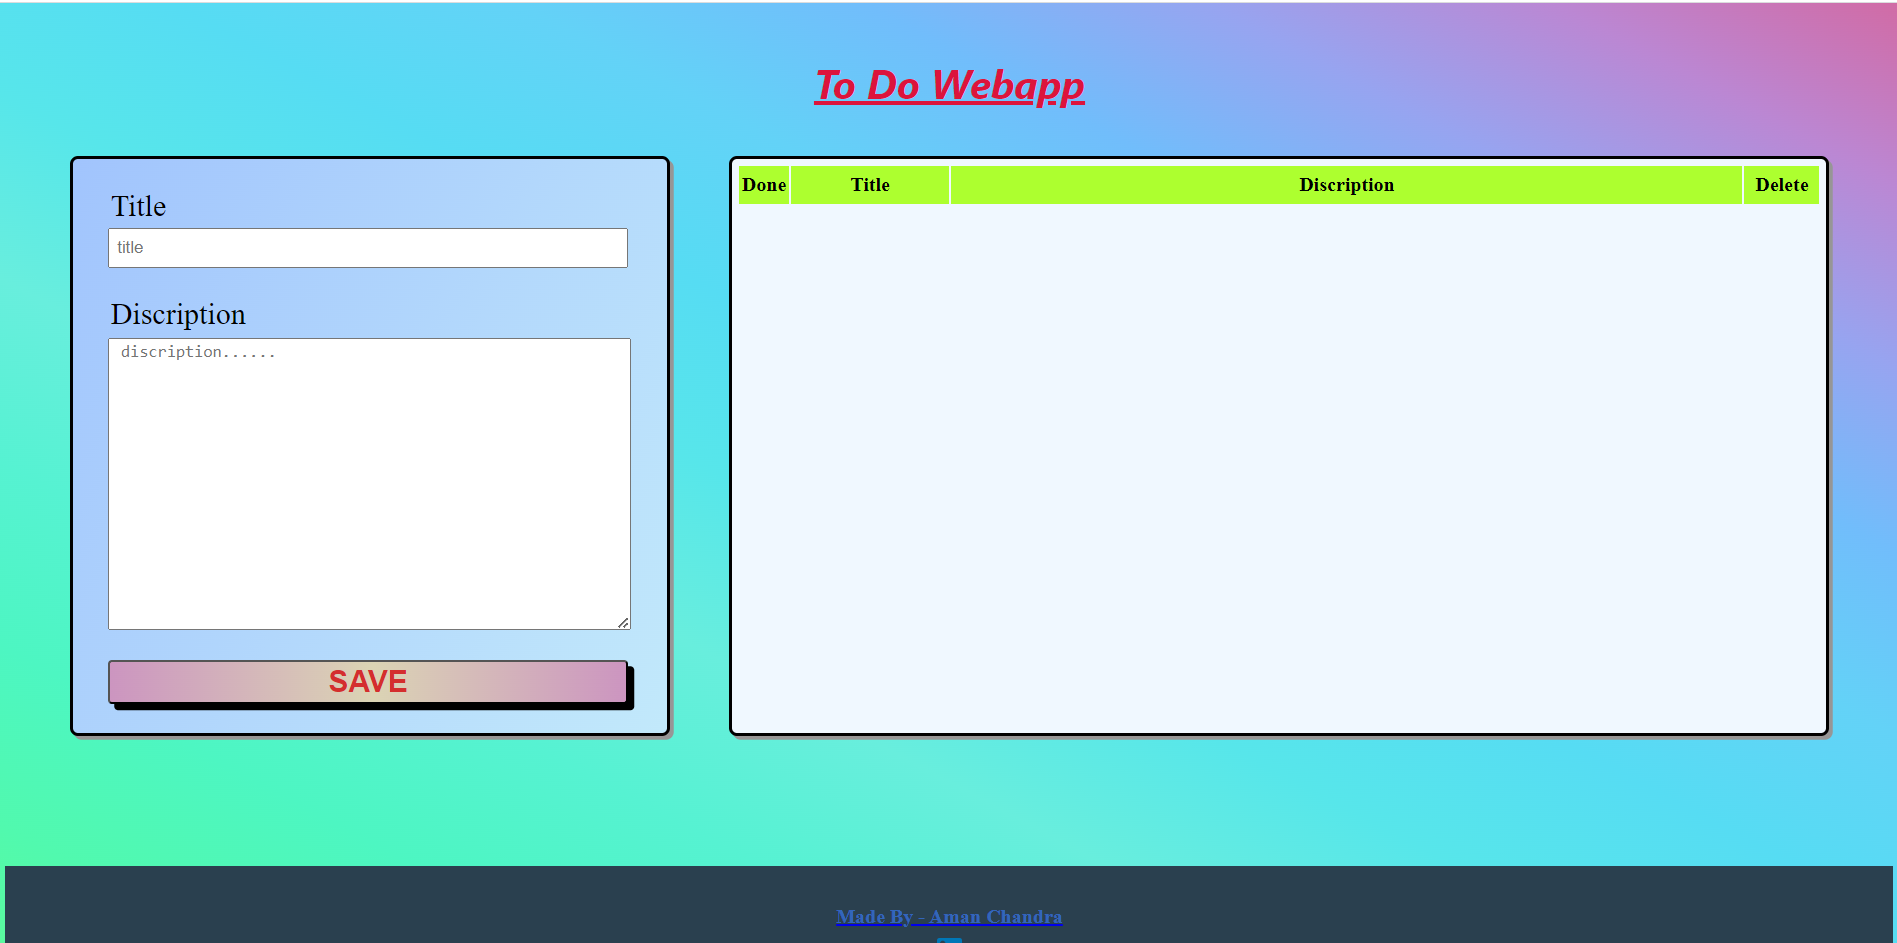 To Do Webapp
Title
title
Discription
discription......
SAVE
Done Title Discription Delete
Made By - Aman Chandra